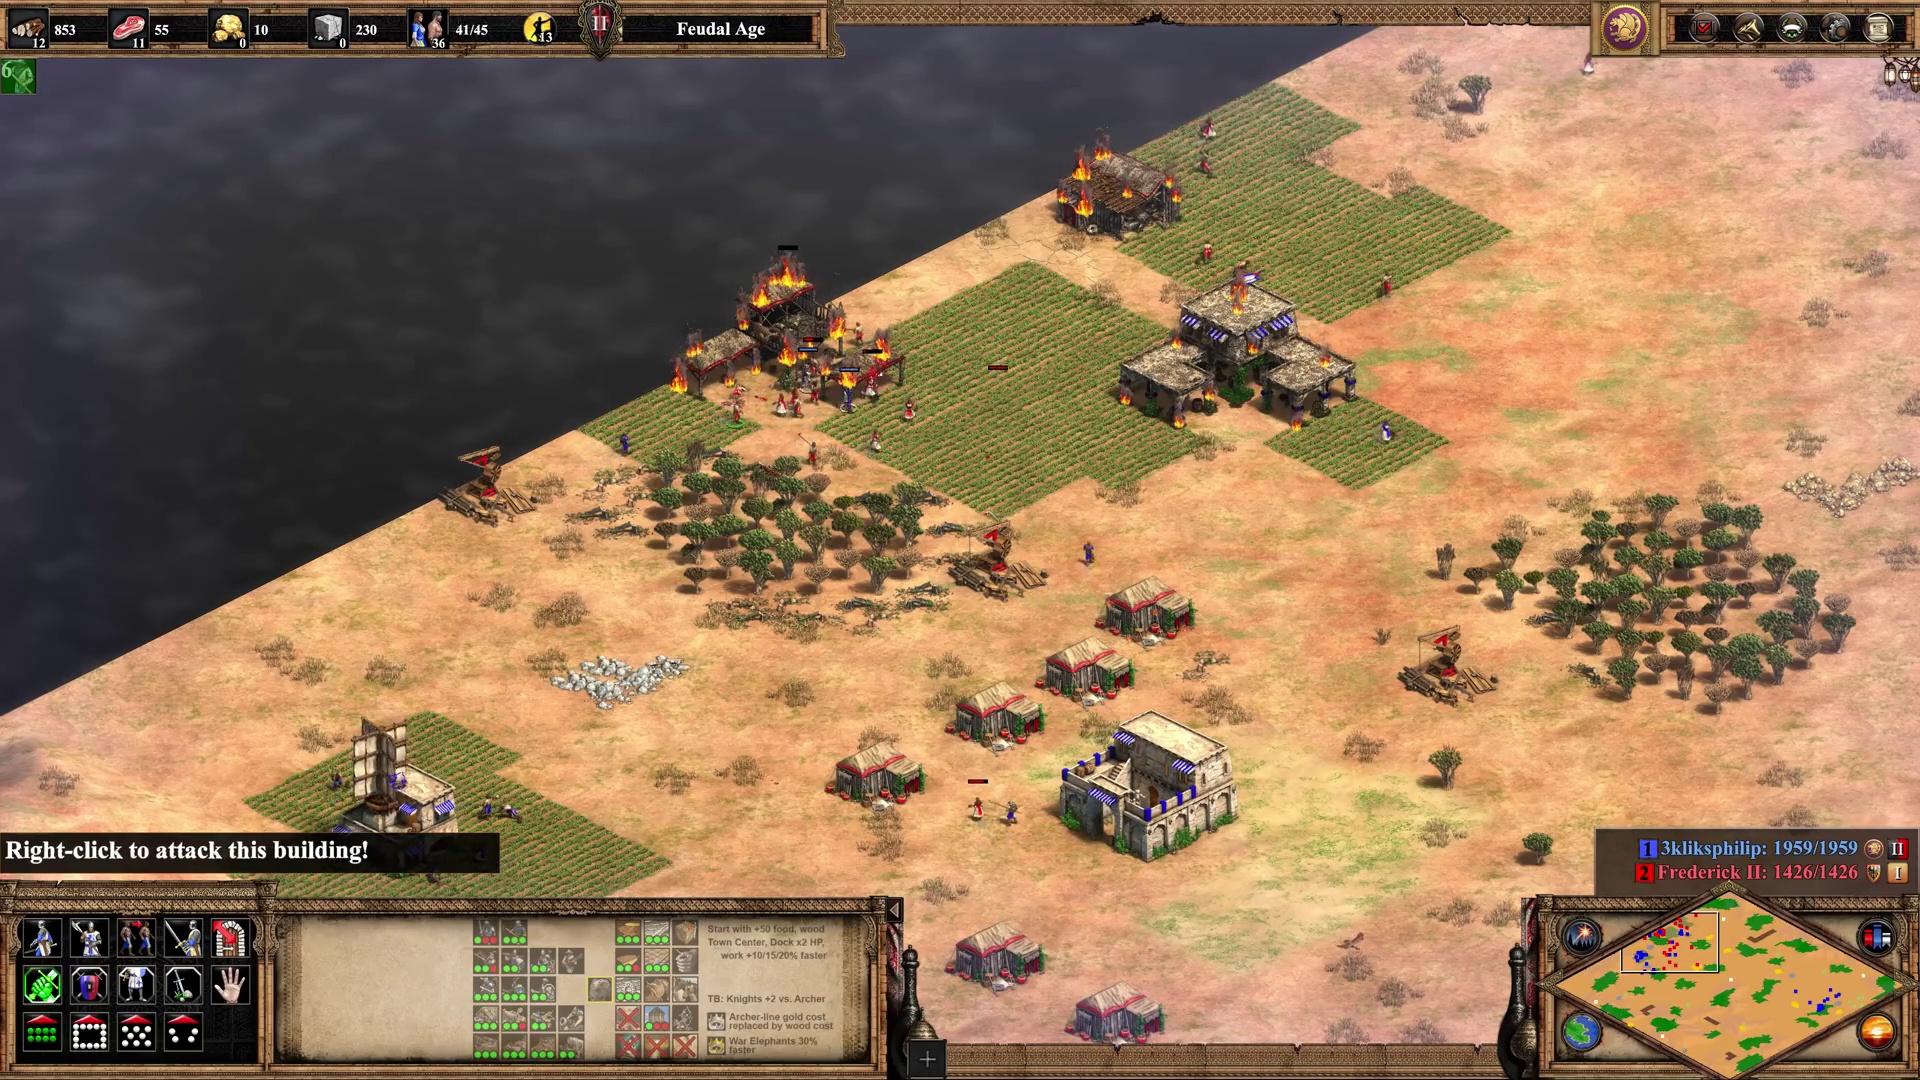 853 55 10 230 41/45 Feudal Age
12 11 0 0 36 13
II
6
Right-click to attack this building!
1 3kliksphilip: 1959/1959 II
2 Frederick II: 1426/1426 I
Start with +50 food, wood
Town Center, Dock x2 HP,
work +10/15/20% faster
TB: Knights +2 vs. Archer
Archer-line gold cost
replaced by wood cost
War Elephants 30%
faster